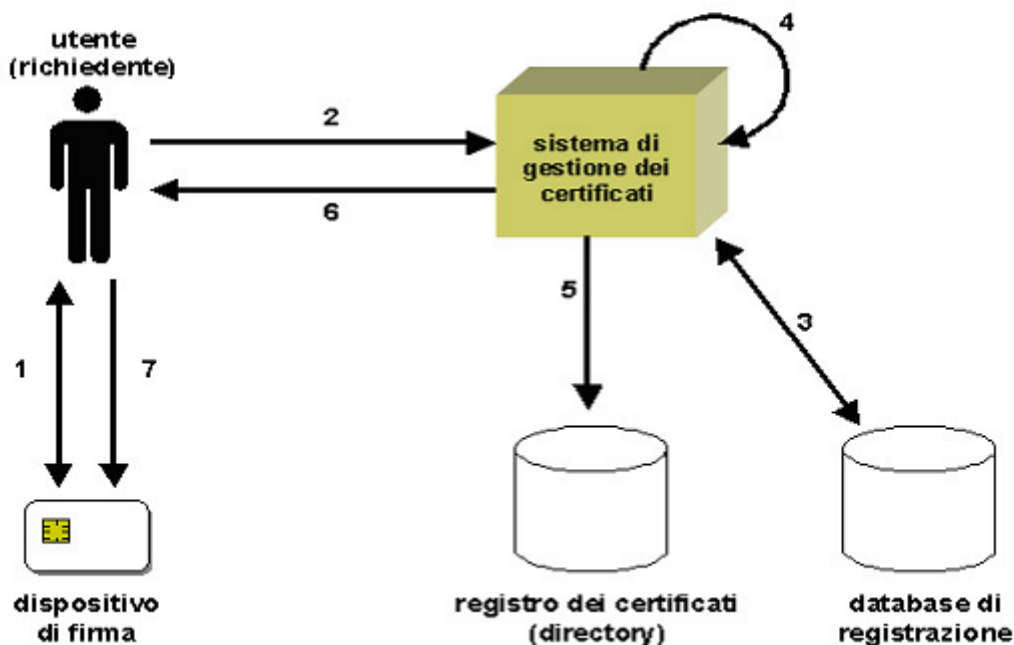 4
utente
(richiedente)
2
sistema di
gestione dei
certificati
6
5
3
1
7
dispositivo
di firma
registro dei certificati
(directory)
database di
registrazione